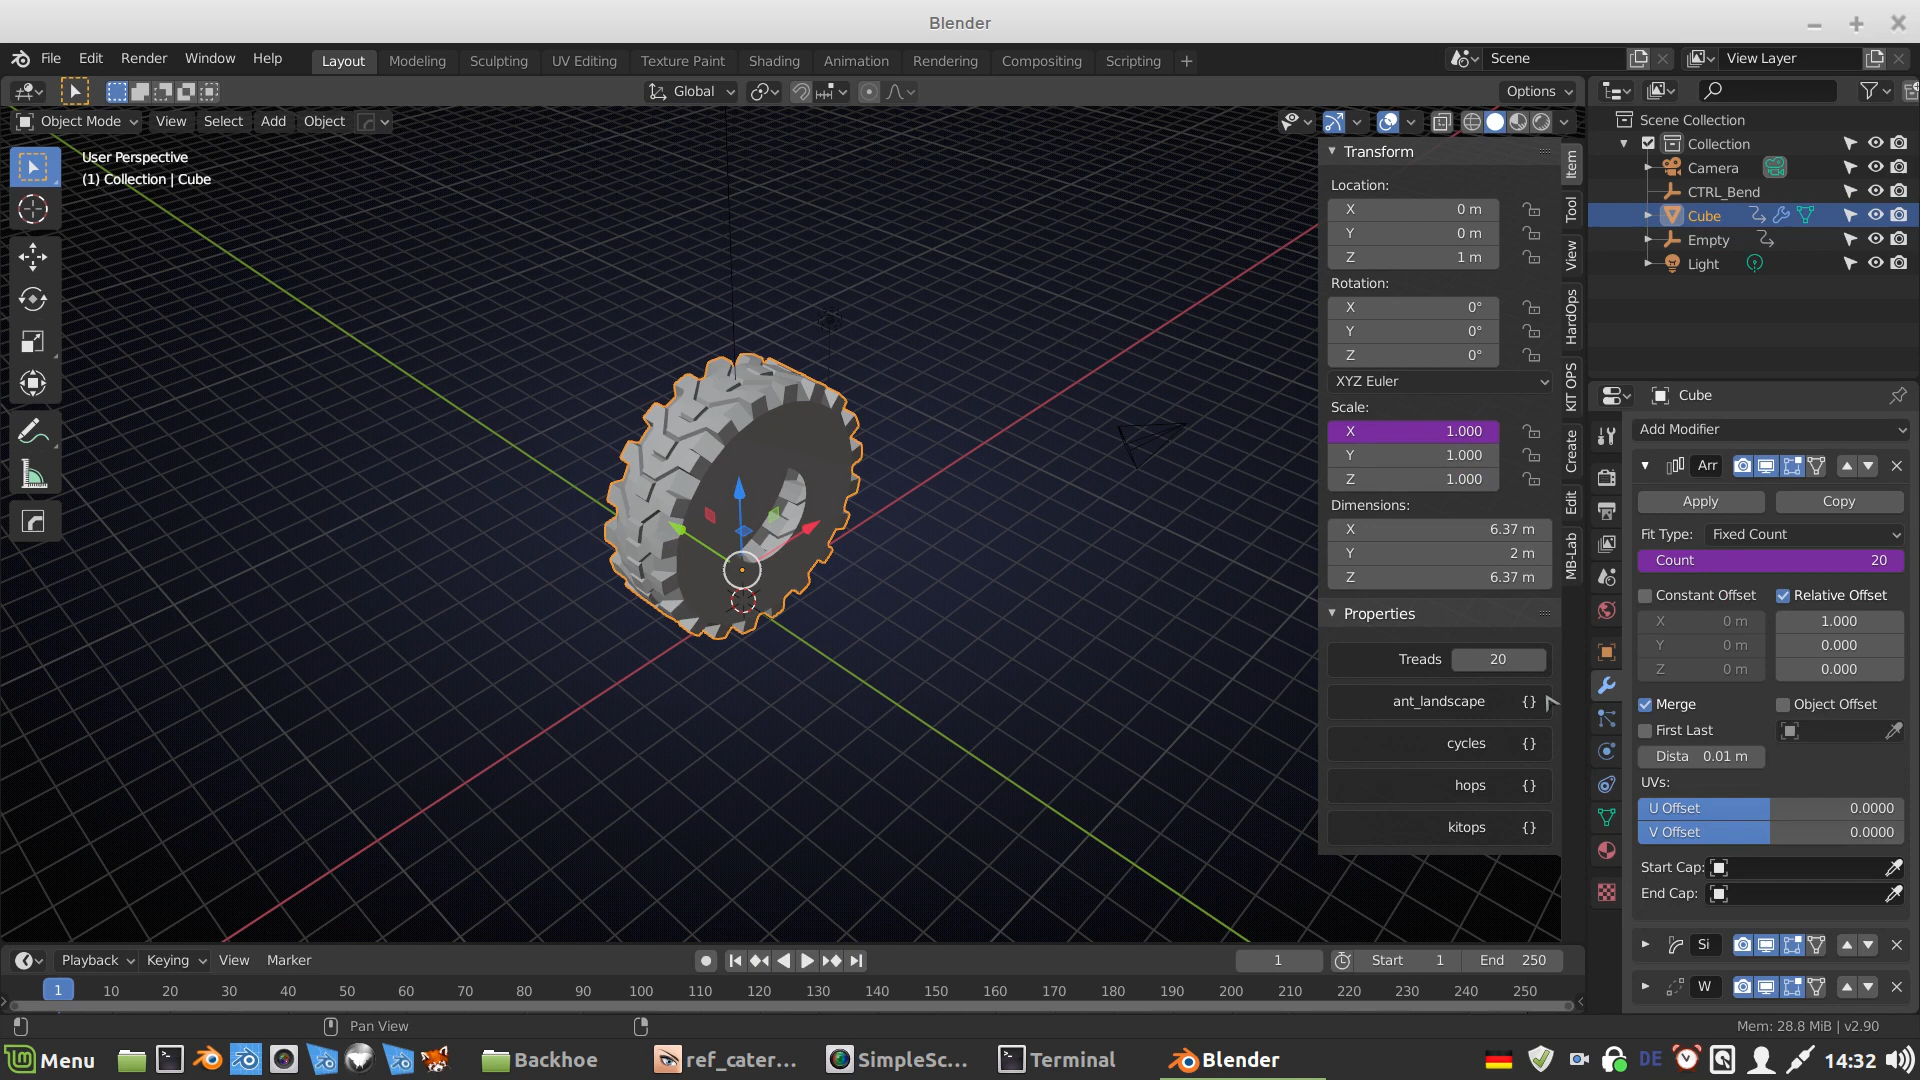 Blender
File Edit Render Window Help Layout Modeling Sculpting UV Editing Texture Paint Shading Animation Rendering Compositing Scripting + Scene View Layer
Global Options
Object Mode View Select Add Object
User Perspective
(1) Collection | Cube
Transform
Location:
X 0 m
Y 0 m
Z 1 m
Rotation:
X 0°
Y 0°
Z 0°
XYZ Euler
Scale:
X 1.000
Y 1.000
Z 1.000
Dimensions:
X 6.37 m
Y 2 m
Z 6.37 m
Properties
Treads 20
ant_landscape {}
cycles {}
hops {}
kitops {}
Item
Tool
View
HardOps
KIT OPS
Create
Edit
MB-Lab
Scene Collection
Collection
Camera
CTRL_Bend
Cube
Empty
Light
Cube
Add Modifier
Arr
Apply Copy
Fit Type: Fixed Count
Count 20
Constant Offset Relative Offset
X 0 m 1.000
Y 0 m 0.000
Z 0 m 0.000
Merge Object Offset
First Last
Dista 0.01 m
UVs:
U Offset 0.0000
V Offset 0.0000
Start Cap:
End Cap:
Si
W
Playback Keying View Marker 1 Start 1 End 250
1 10 20 30 40 50 60 70 80 90 100 110 120 130 140 150 160 170 180 190 200 210 220 230 240 250
Pan View Mem: 28.8 MiB | v2.90
Menu Backhoe ref_cater... SimpleSc... Terminal Blender DE 14:32